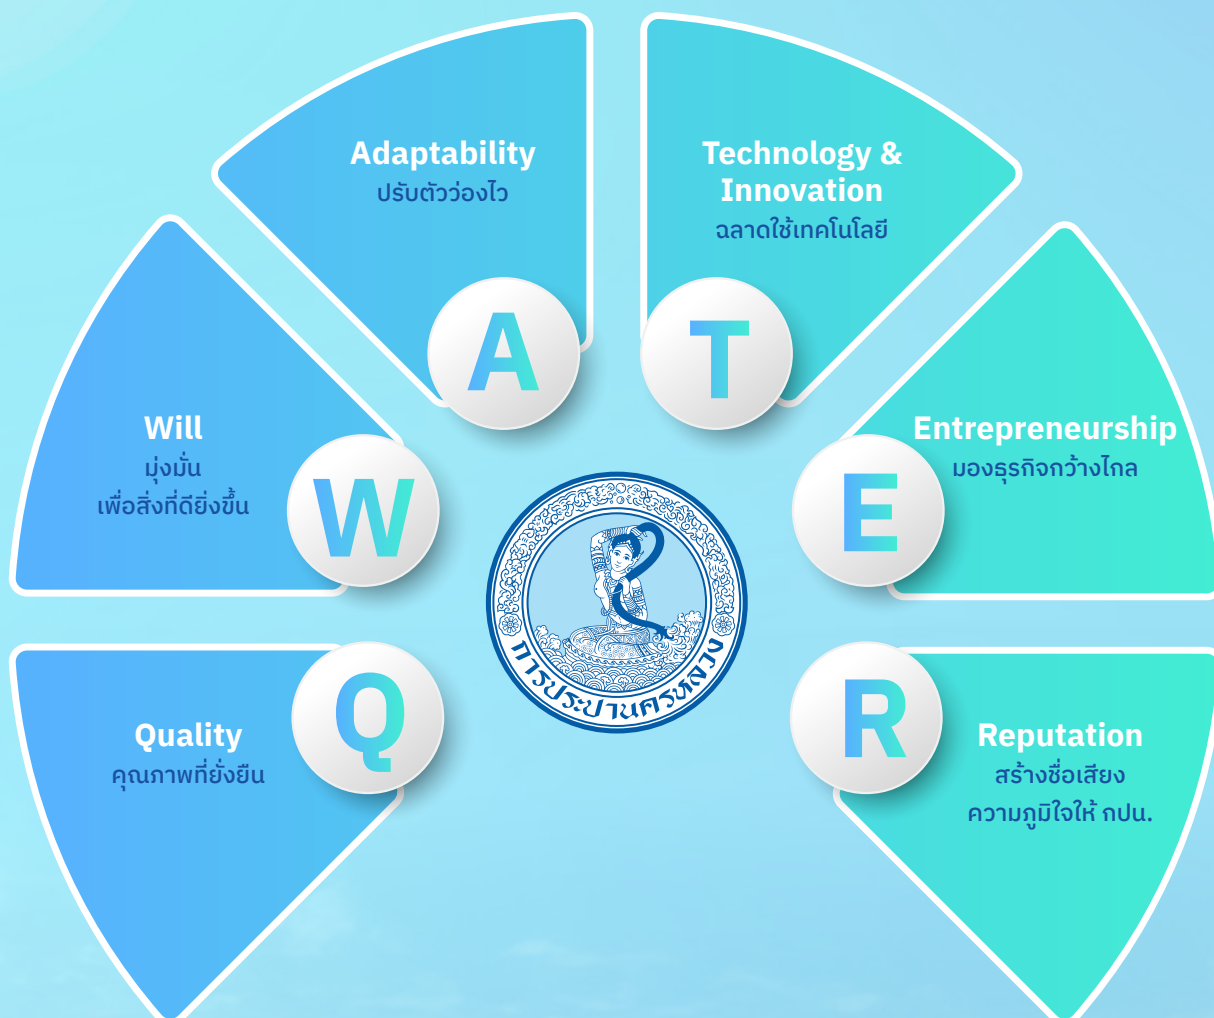 Quality
คุณภาพที่ยั่งยืน
Q
Will
มุ่งมั่น
เพื่อสิ่งที่ดียิ่งขึ้น
W
Adaptability
ปรับตัวว่องไว
A
Technology &
Innovation
ฉลาดใช้เทคโนโลยี
T
Entrepreneurship
มองธุรกิจกว้างไกล
E
Reputation
สร้างชื่อเสียง
ความภูมิใจให้ กปน.
R
การประปานครหลวง